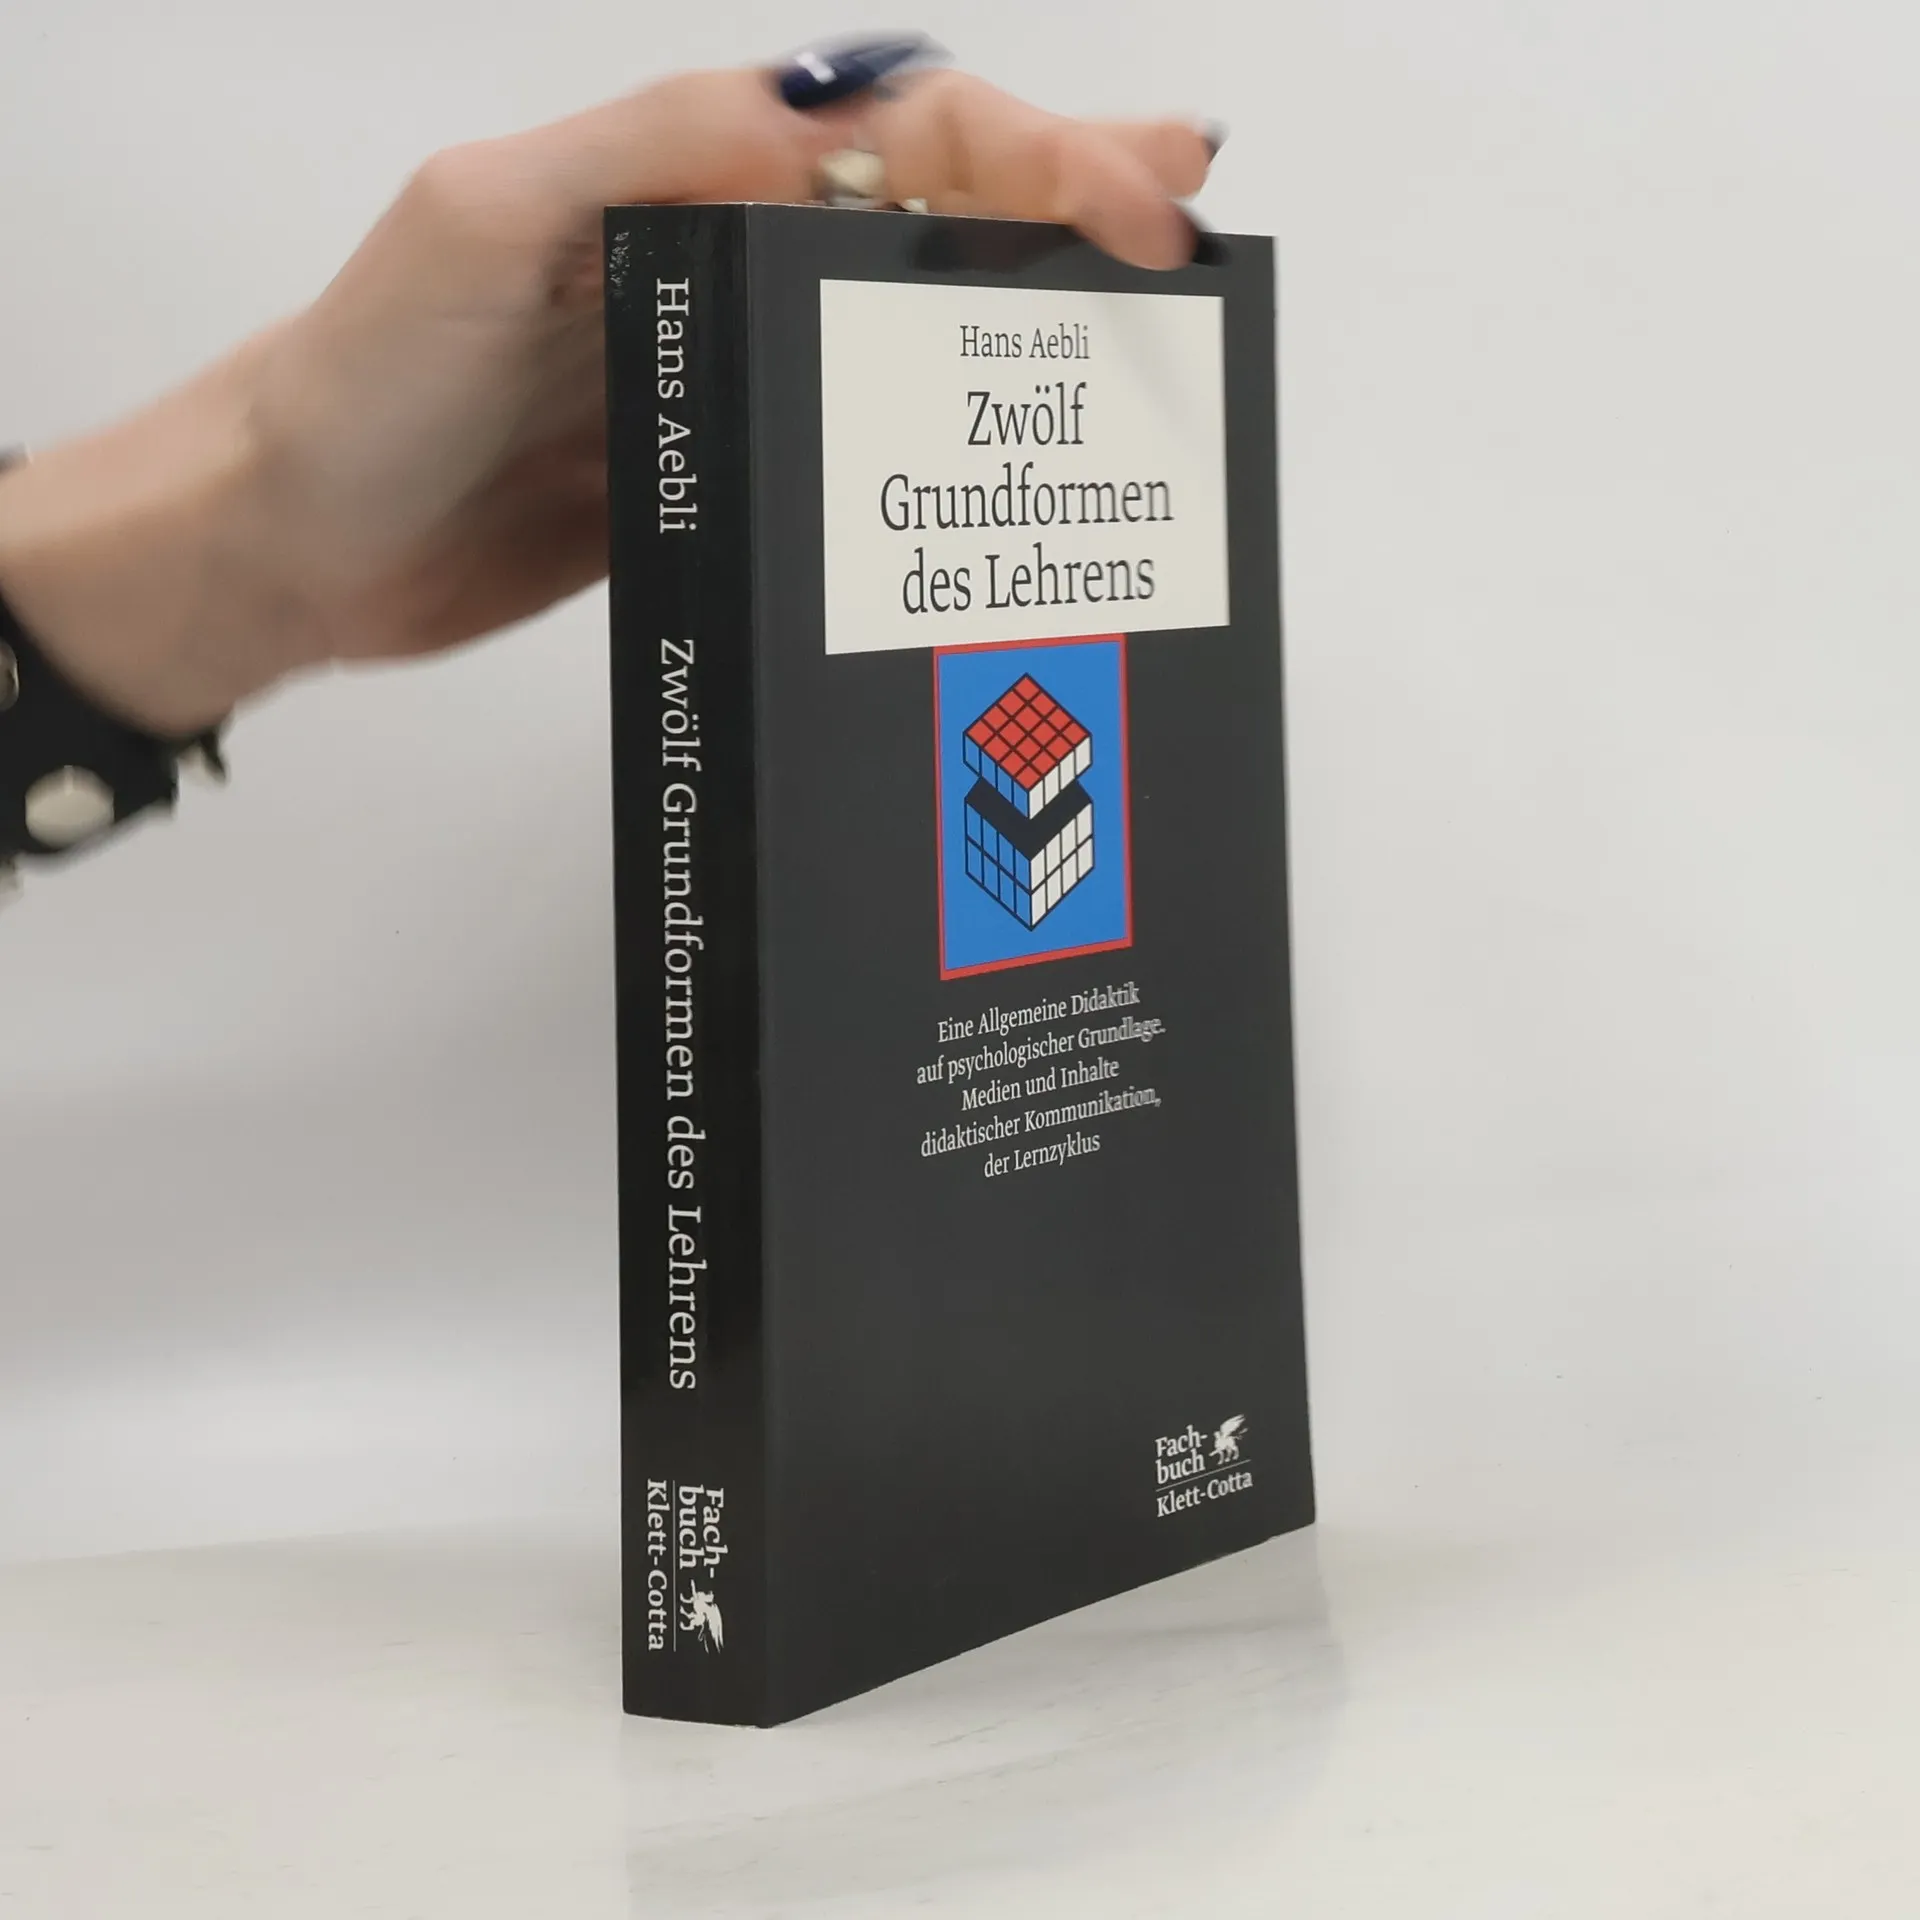 Hans Aebli
Zwölf
Grundformen
des Lehrens
Eine Allgemeine Didaktik
auf psychologischer Grundlage.
Medien und Inhalte
didaktischer Kommunikation,
der Lernzyklus
Fach-
buch
Klett-Cotta
Hans Aebli Zwölf Grundformen des Lehrens
Fach-
buch
Klett-Cotta